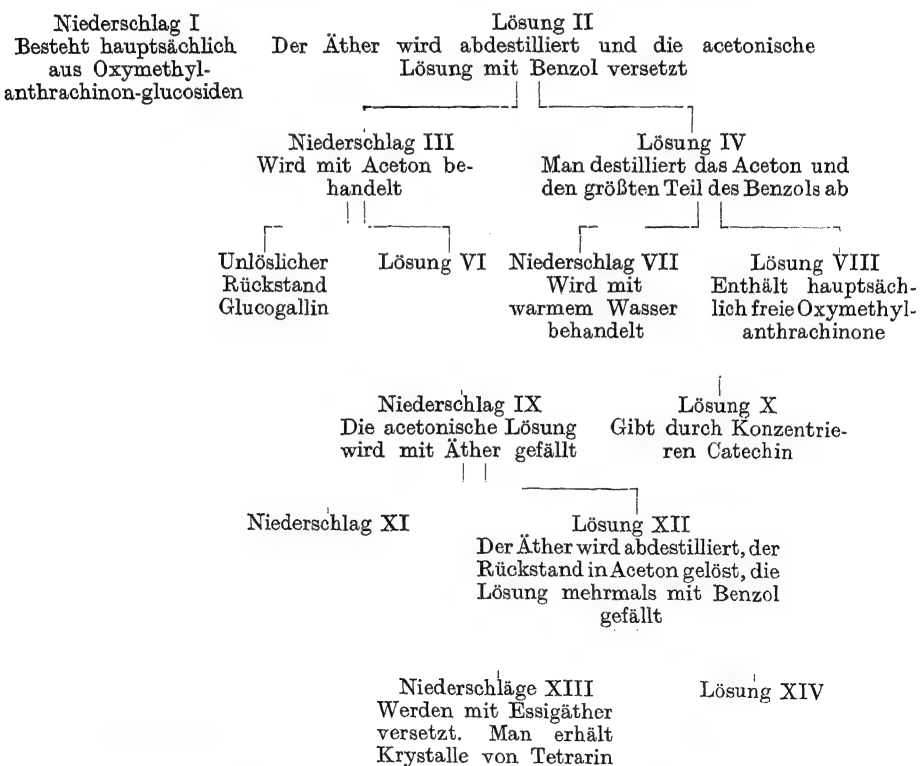 Niederschlag I
Besteht hauptsächlich
aus Oxymethyl-
anthrachinon-glucosiden
Lösung II
Der Äther wird abdestilliert und die acetonische
Lösung mit Benzol versetzt
Niederschlag III
Wird mit Aceton be-
handelt
Lösung IV
Man destilliert das Aceton und
den größten Teil des Benzols ab
Unlöslicher
Rückstand
Glucogallin
Lösung VI
Niederschlag VII
Wird mit
warmem Wasser
behandelt
Lösung VIII
Enthält hauptsäch-
lich freie Oxymethyl-
anthrachinone
Niederschlag IX
Die acetonische Lösung
wird mit Äther gefällt
Lösung X
Gibt durch Konzentrie-
ren Catechin
Niederschlag XI
Lösung XII
Der Äther wird abdestilliert, der
Rückstand in Aceton gelöst, die
Lösung mehrmals mit Benzol
gefällt
Niederschläge XIII
Werden mit Essigäther
versetzt. Man erhält
Krystalle von Tetrarin
Lösung XIV